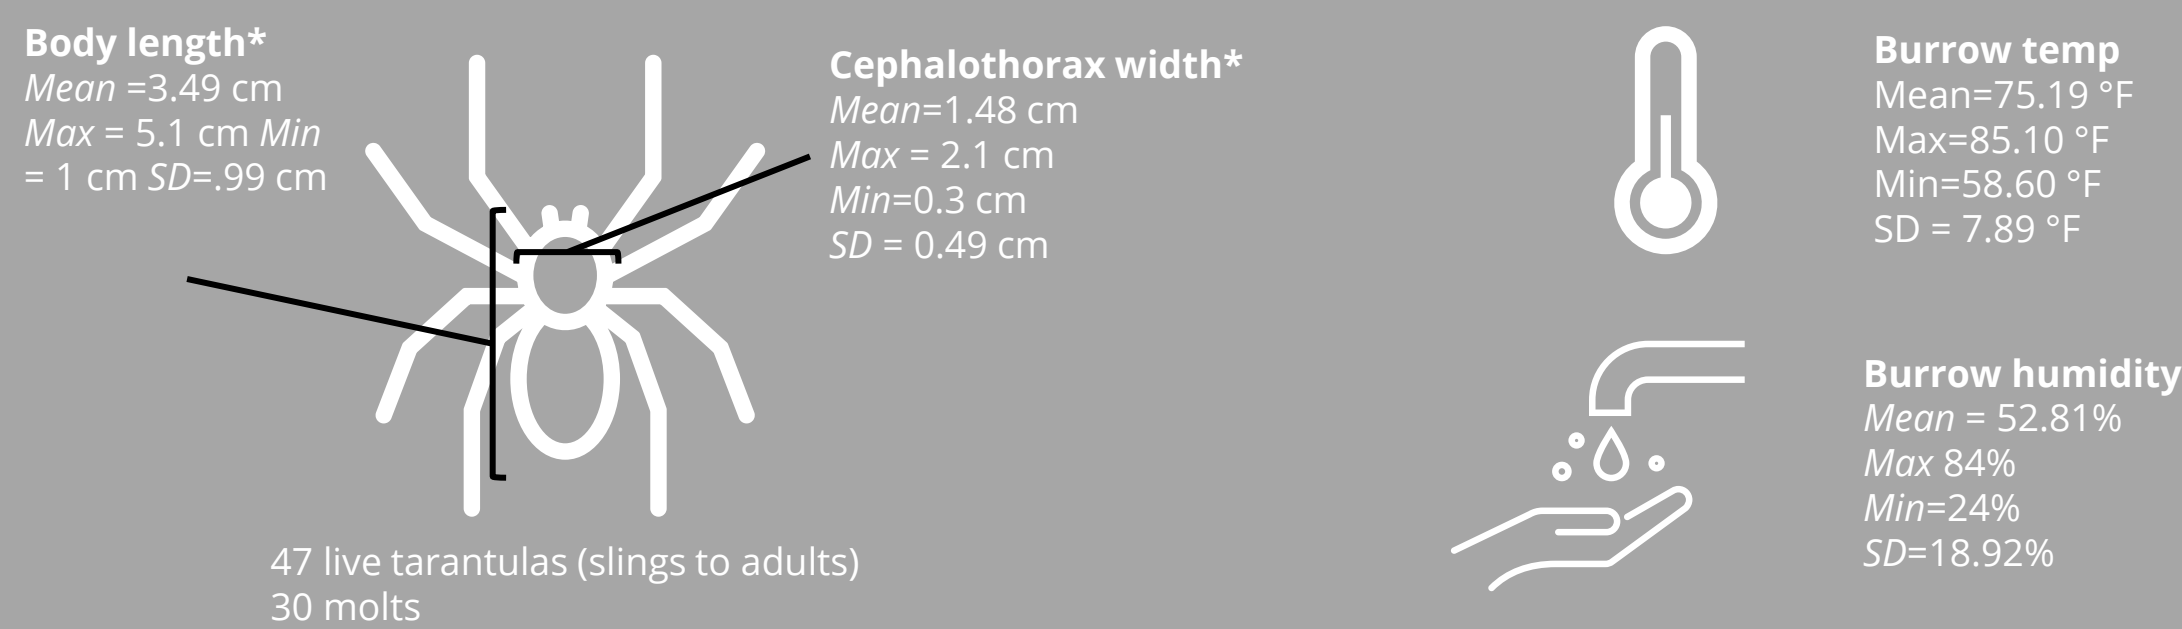 Body length*
Mean =3.49 cm
Max = 5.1 cm Min
= 1 cm SD=.99 cm
Cephalothorax width*
Mean=1.48 cm
Max = 2.1 cm
Min=0.3 cm
SD = 0.49 cm
47 live tarantulas (slings to adults)
30 molts
Burrow temp
Mean=75.19 °F
Max=85.10 °F
Min=58.60 °F
SD = 7.89 °F
Burrow humidity
Mean = 52.81%
Max 84%
Min=24%
SD=18.92%